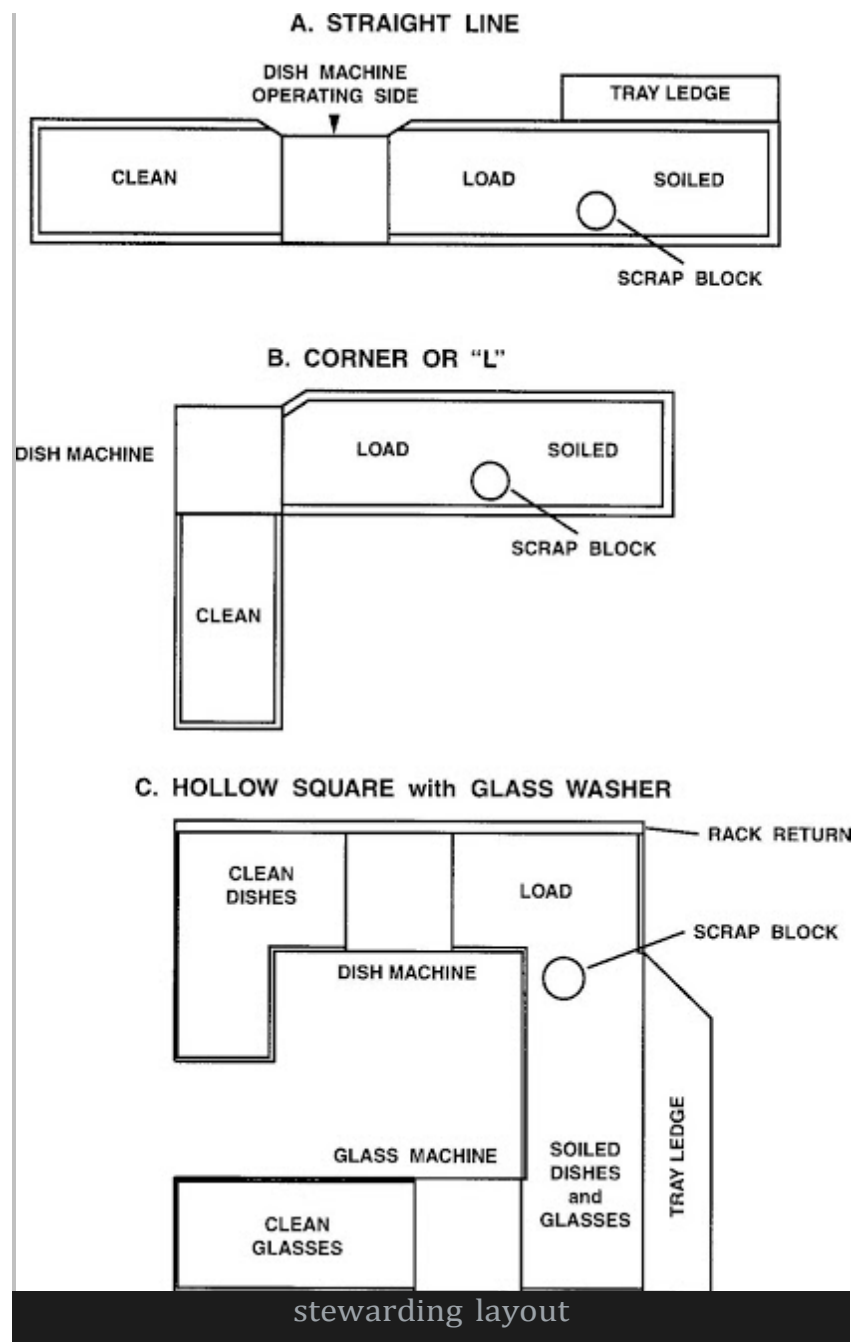 A. STRAIGHT LINE
DISH MACHINE
OPERATING SIDE
TRAY LEDGE
CLEAN
LOAD
SOILED
SCRAP BLOCK
B. CORNER OR “L”
DISH MACHINE
LOAD
SOILED
SCRAP BLOCK
CLEAN
C. HOLLOW SQUARE with GLASS WASHER
RACK RETURN
CLEAN
DISHES
LOAD
SCRAP BLOCK
DISH MACHINE
GLASS MACHINE
SOILED
DISHES
and
GLASSES
TRAY LEDGE
CLEAN
GLASSES
stewarding layout